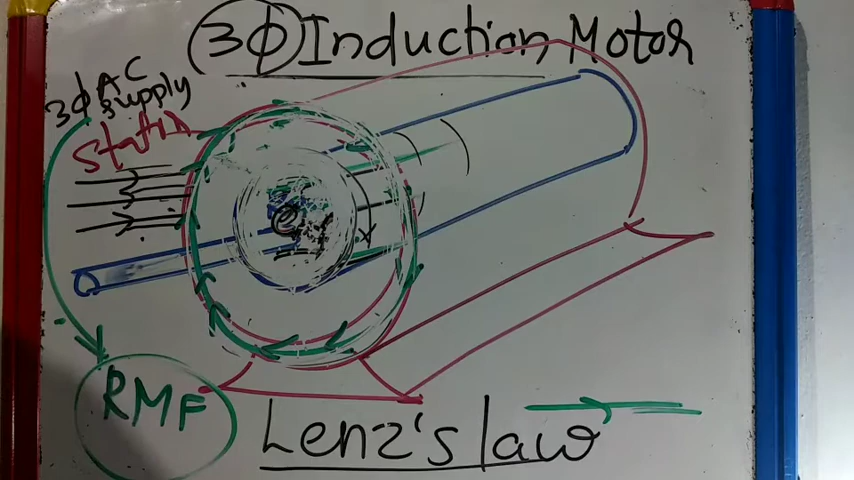 3Φ Induction Motor
3Φ AC
supply
Stator
RMF
Lenz's law